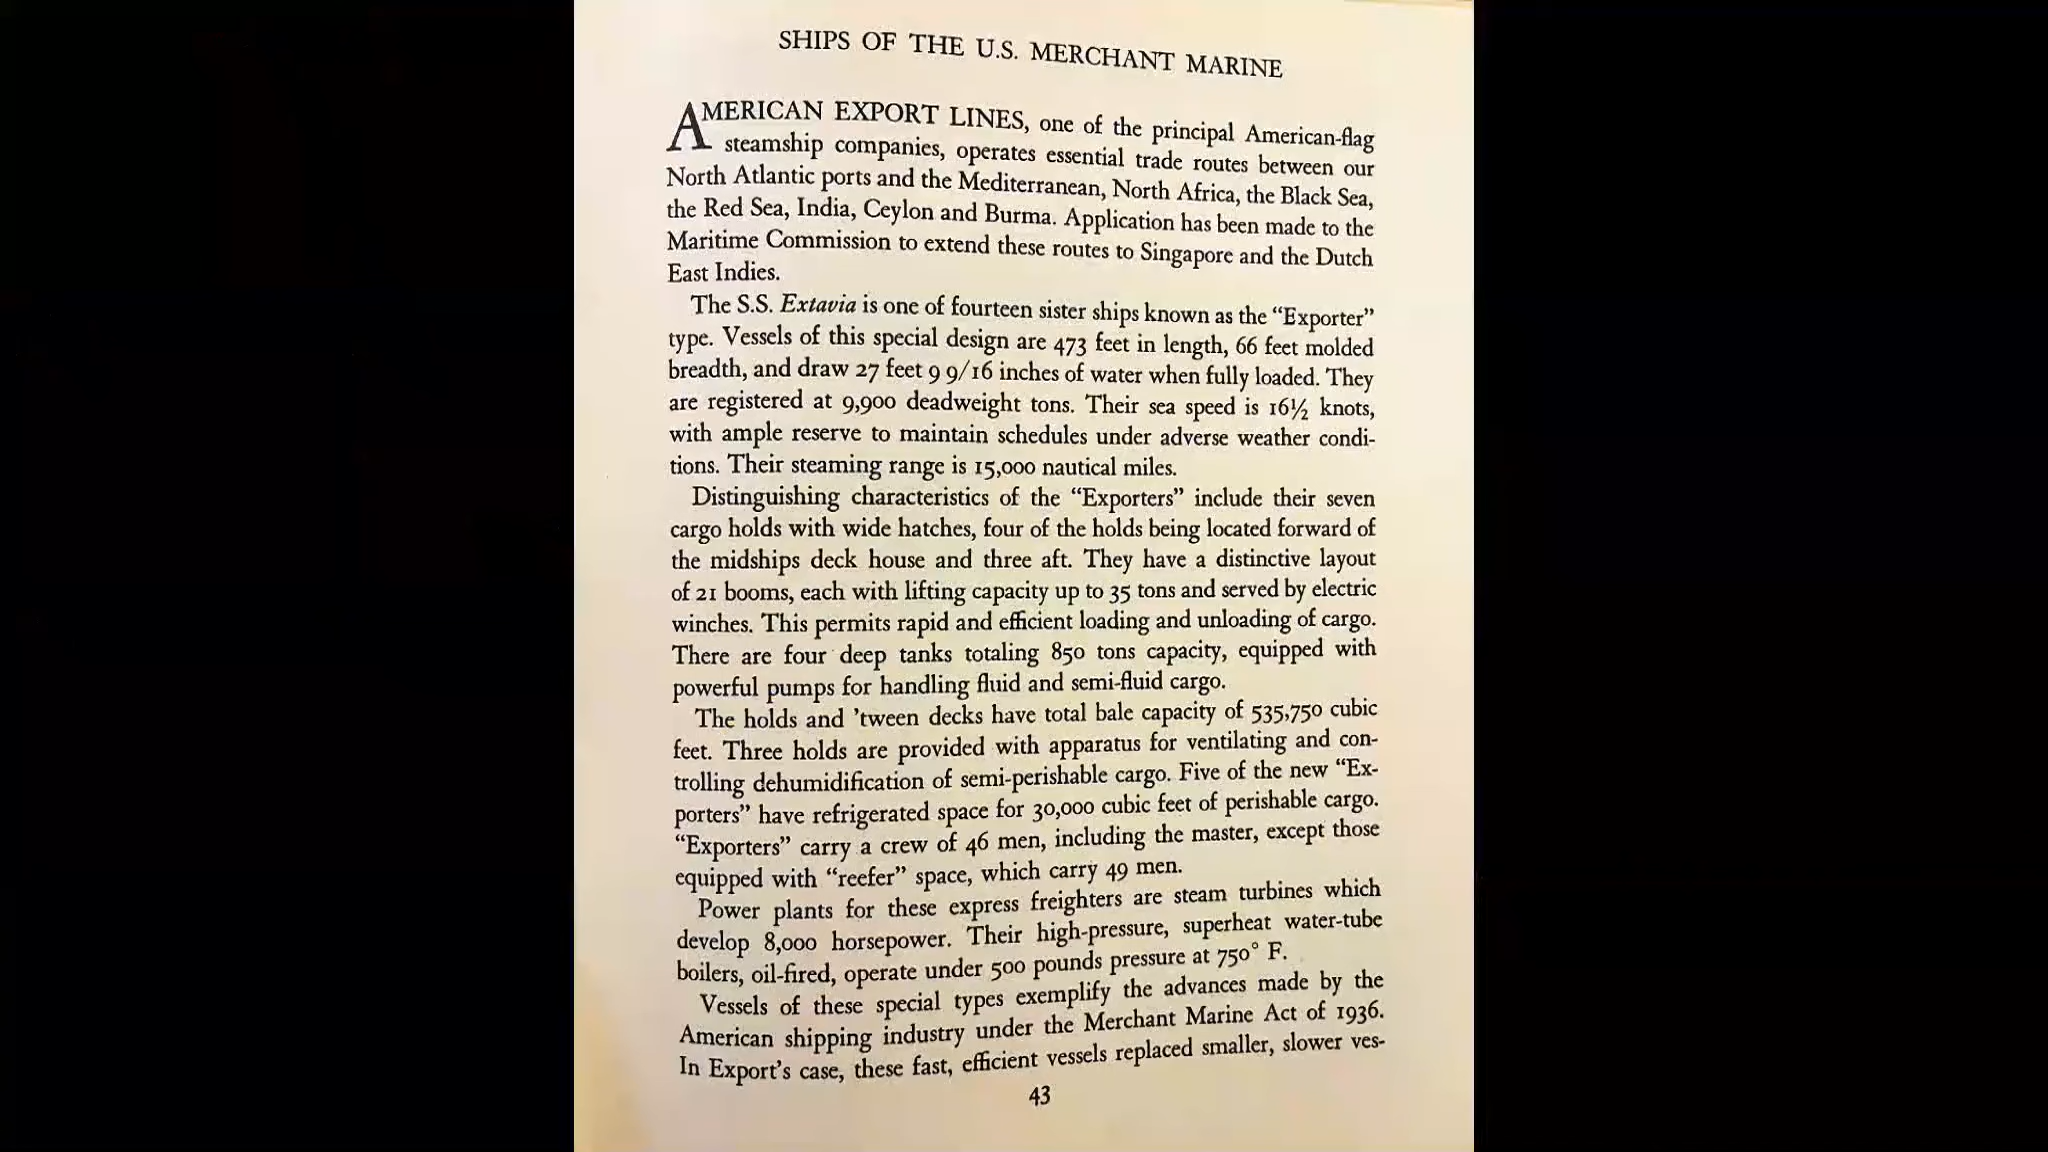 SHIPS OF THE U.S. MERCHANT MARINE
AMERICAN EXPORT LINES, one of the principal American-flag
steamship companies, operates essential trade routes between our
North Atlantic ports and the Mediterranean, North Africa, the Black Sea,
the Red Sea, India, Ceylon and Burma. Application has been made to the
Maritime Commission to extend these routes to Singapore and the Dutch
East Indies.
The S.S. Extavia is one of fourteen sister ships known as the “Exporter”
type. Vessels of this special design are 473 feet in length, 66 feet molded
breadth, and draw 27 feet 9 9/16 inches of water when fully loaded. They
are registered at 9,900 deadweight tons. Their sea speed is 16½ knots,
with ample reserve to maintain schedules under adverse weather condi-
tions. Their steaming range is 15,000 nautical miles.
Distinguishing characteristics of the “Exporters” include their seven
cargo holds with wide hatches, four of the holds being located forward of
the midships deck house and three aft. They have a distinctive layout
of 21 booms, each with lifting capacity up to 35 tons and served by electric
winches. This permits rapid and efficient loading and unloading of cargo.
There are four deep tanks totaling 850 tons capacity, equipped with
powerful pumps for handling fluid and semi-fluid cargo.
The holds and ’tween decks have total bale capacity of 535,750 cubic
feet. Three holds are provided with apparatus for ventilating and con-
trolling dehumidification of semi-perishable cargo. Five of the new “Ex-
porters” have refrigerated space for 30,000 cubic feet of perishable cargo.
“Exporters” carry a crew of 46 men, including the master, except those
equipped with “reefer” space, which carry 49 men.
Power plants for these express freighters are steam turbines which
develop 8,000 horsepower. Their high-pressure, superheat water-tube
boilers, oil-fired, operate under 500 pounds pressure at 750° F.
Vessels of these special types exemplify the advances made by the
American shipping industry under the Merchant Marine Act of 1936.
In Export’s case, these fast, efficient vessels replaced smaller, slower ves-
43